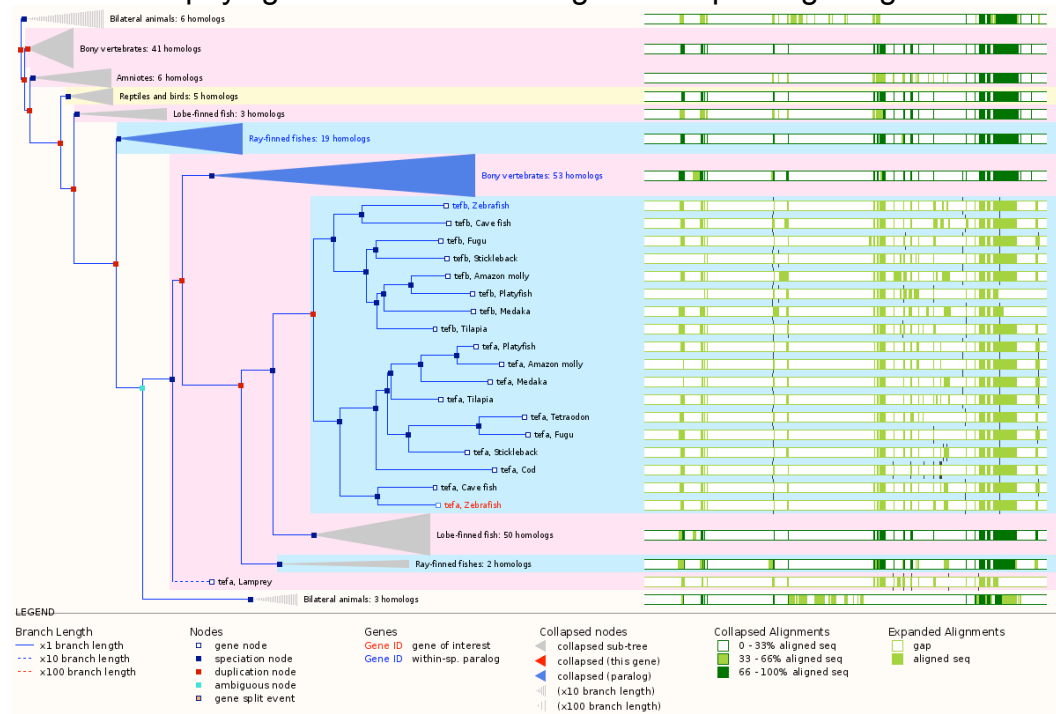 Bilateral animals: 6 homologs
Bony vertebrates: 41 homologs
Amniotes: 6 homologs
Reptiles and birds: 5 homologs
Lobe-finned fish: 3 homologs
Ray-finned fishes: 19 homologs
Bony vertebrates: 53 homologs
tefb, Zebrafish
tefb, Cave fish
tefb, Fugu
tefb, Stickleback
tefb, Amazon molly
tefb, Platyfish
tefb, Medaka
tefb, Tilapia
tefa, Platyfish
tefa, Amazon molly
tefa, Medaka
tefa, Tilapia
tefa, Tetraodon
tefa, Fugu
tefa, Stickleback
tefa, Cod
tefa, Cave fish
tefa, Zebrafish
Lobe-finned fish: 50 homologs
Ray-finned fishes: 2 homologs
tefa, Lamprey
Bilateral animals: 3 homologs
LEGEND
Branch Length
x1 branch length
x10 branch length
x100 branch length
Nodes
gene node
speciation node
duplication node
ambiguous node
gene split event
Genes
Gene ID gene of interest
Gene ID within-sp. paralog
Collapsed nodes
collapsed sub-tree
collapsed (this gene)
collapsed (paralog)
(x10 branch length)
(x100 branch length)
Collapsed Alignments
0 - 33% aligned seq
33 - 66% aligned seq
66 - 100% aligned seq
Expanded Alignments
gap
aligned seq